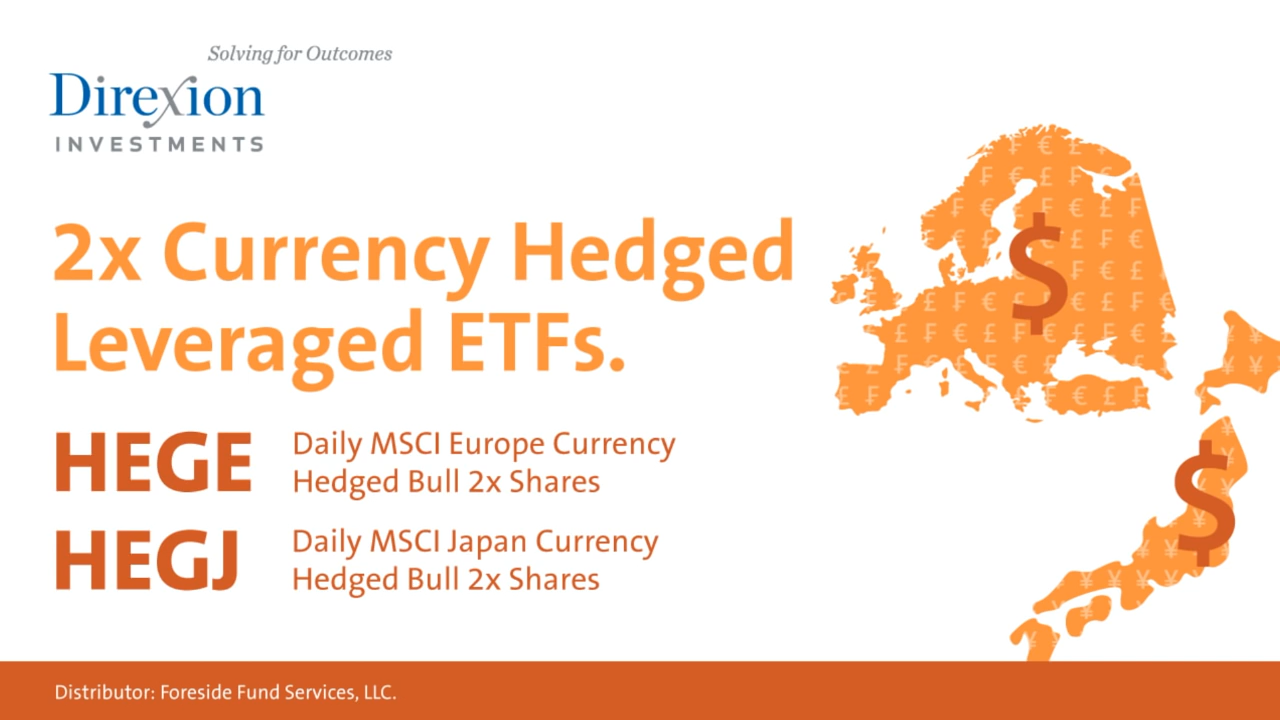 Solving for Outcomes
Direxion
INVESTMENTS
2x Currency Hedged
Leveraged ETFs.
HEGE
Daily MSCI Europe Currency
Hedged Bull 2x Shares
HEGJ
Daily MSCI Japan Currency
Hedged Bull 2x Shares
$
$
Distributor: Foreside Fund Services, LLC.